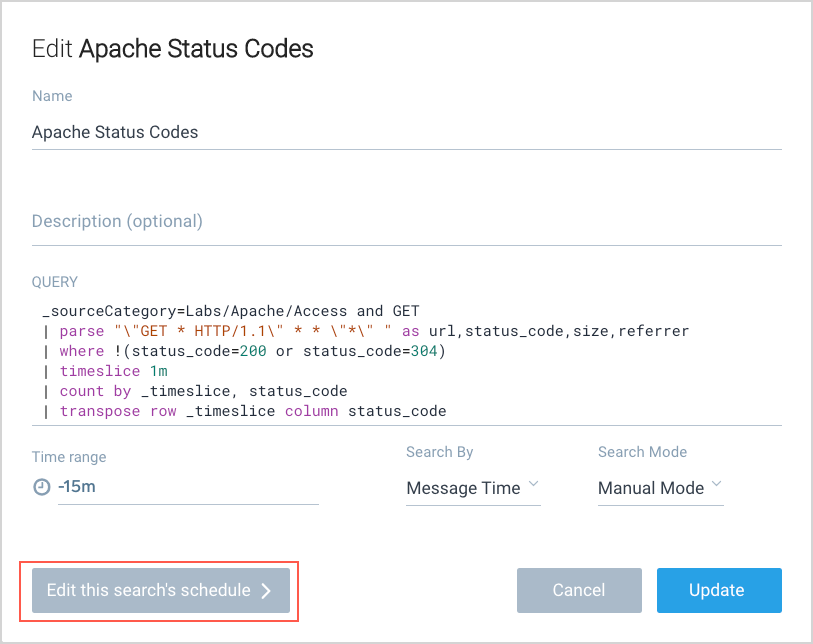 Edit Apache Status Codes
Name
Apache Status Codes
Description (optional)
QUERY
_sourceCategory=Labs/Apache/Access and GET
| parse "\"GET * HTTP/1.1\" * * \"*\" " as url,status_code,size,referrer
| where !(status_code=200 or status_code=304)
| timeslice 1m
| count by _timeslice, status_code
| transpose row _timeslice column status_code
Time range
-15m
Search By
Message Time
Search Mode
Manual Mode
Edit this search's schedule
Cancel
Update